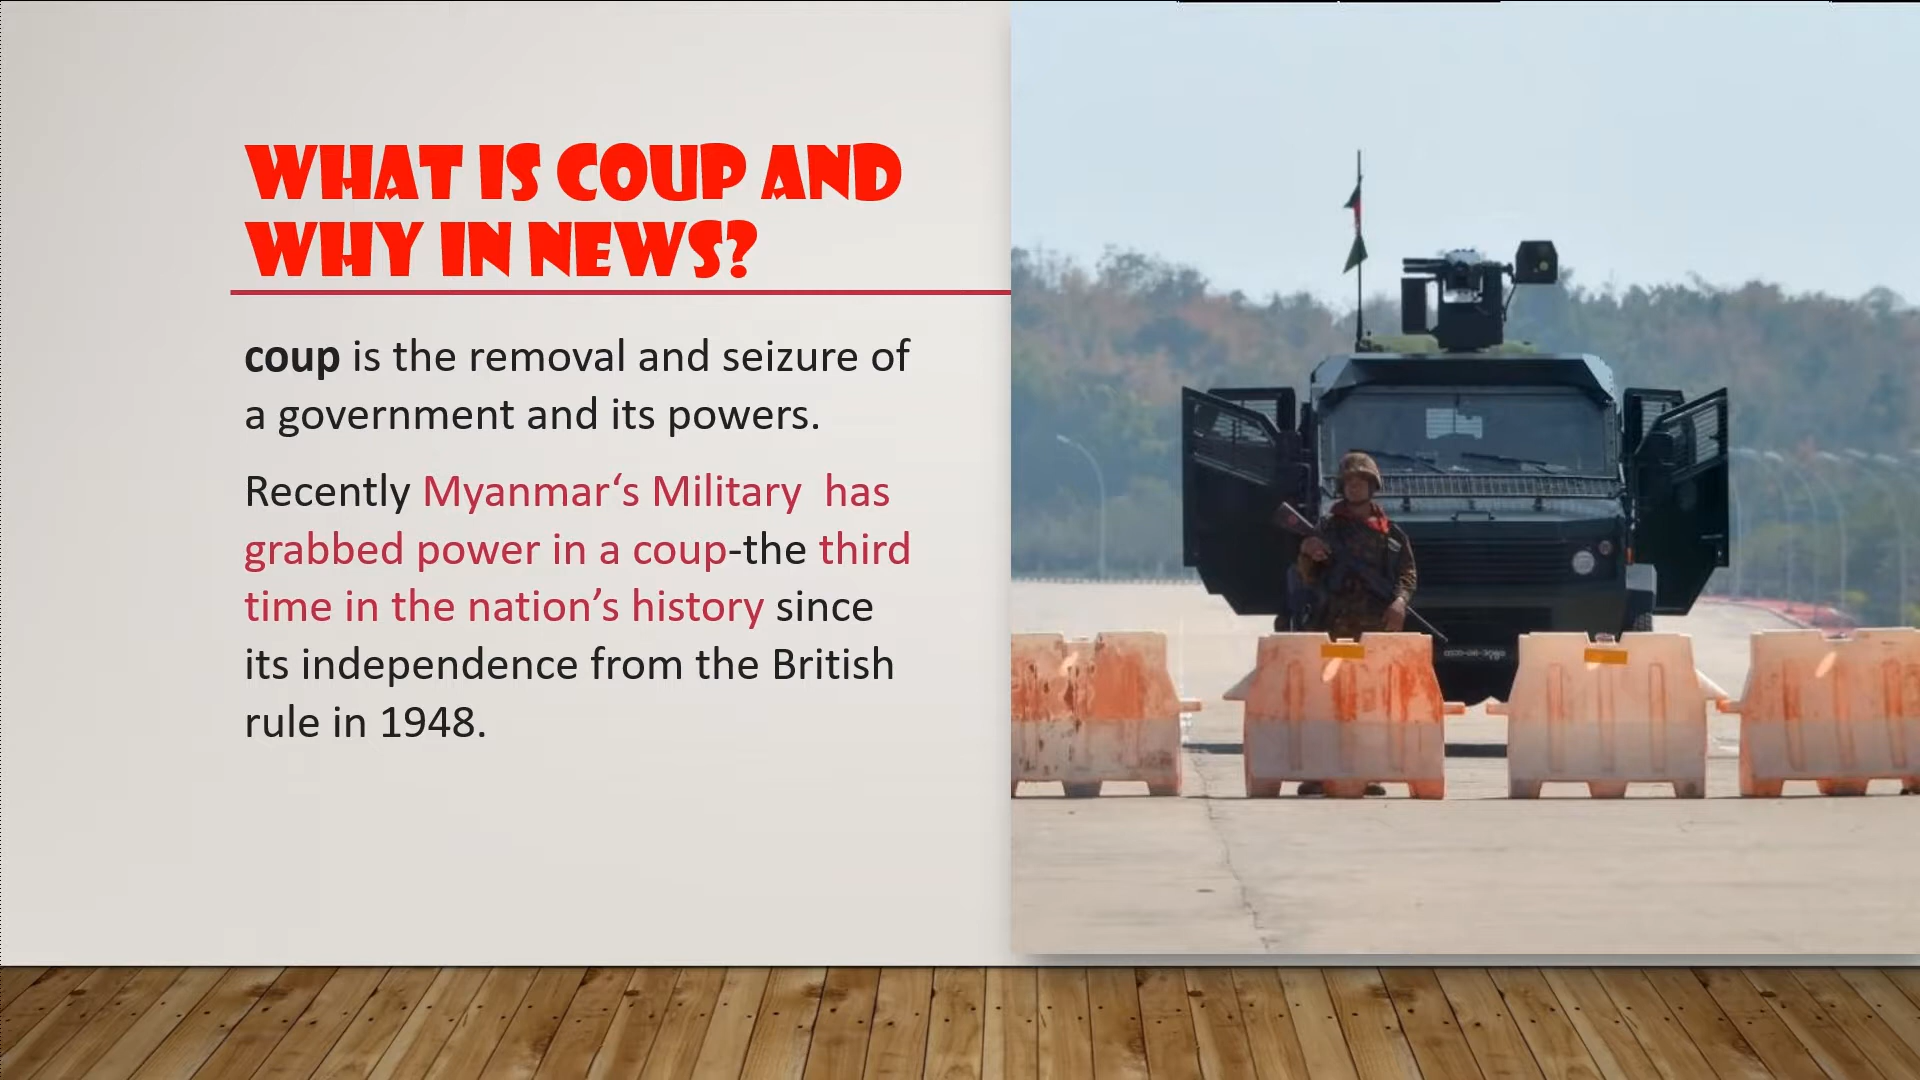 WHAT IS COUP AND
WHY IN NEWS?
coup is the removal and seizure of
a government and its powers.
Recently Myanmar‘s Military  has
grabbed power in a coup-the third
time in the nation’s history since
its independence from the British
rule in 1948.